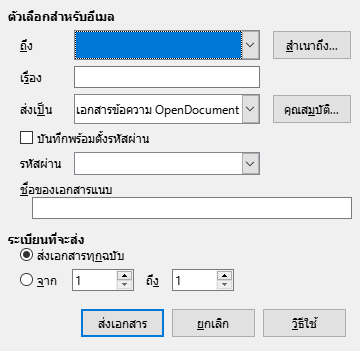 ตัวเลือกสำหรับอีเมล
ถึง
สำเนาถึง...
เรื่อง
ส่งเป็น เอกสารข้อความ OpenDocument คุณสมบัติ...
บันทึกพร้อมตั้งรหัสผ่าน
รหัสผ่าน
ชื่อของเอกสารแนบ
ระเบียนที่จะส่ง
ส่งเอกสารทุกฉบับ
จาก 1 ถึง 1
ส่งเอกสาร ยกเลิก วิธีใช้